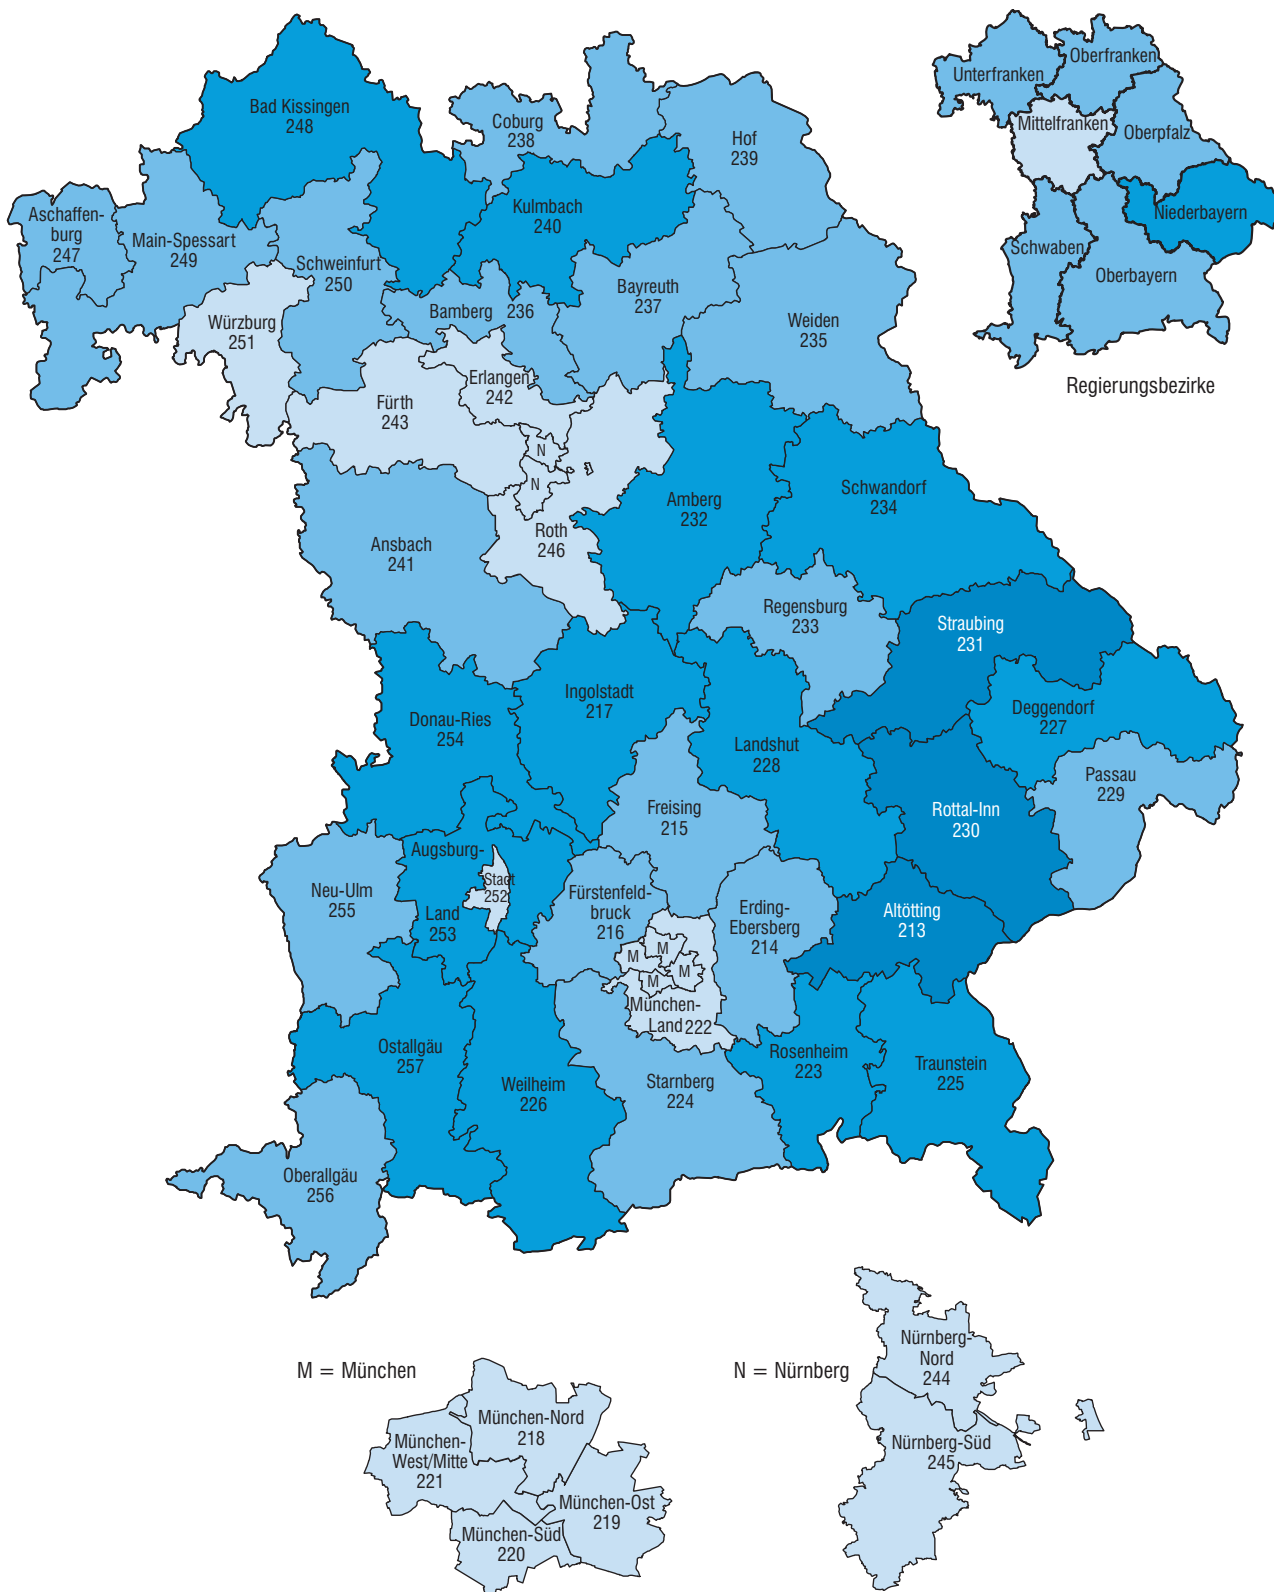 Bad Kissingen
248
Coburg
238
Hof
239
Aschaffen-
burg
247
Main-Spessart
249
Kulmbach
240
Schweinfurt
250
Würzburg
251
Bamberg
236
Bayreuth
237
Weiden
235
Erlangen
242
Fürth
243
N
N
Roth
246
Amberg
232
Schwandorf
234
Ansbach
241
Regensburg
233
Straubing
231
Ingolstadt
217
Donau-Ries
254
Landshut
228
Deggendorf
227
Passau
229
Rottal-Inn
230
Freising
215
Augsburg-
Stadt
252
Land
253
Neu-Ulm
255
Fürstenfeld-
bruck
216
Erding-
Ebersberg
214
Altötting
213
M
M
M
M
München-
Land 222
Ostallgäu
257
Weilheim
226
Starnberg
224
Rosenheim
223
Traunstein
225
Oberallgäu
256
Unterfranken
Oberfranken
Mittelfranken
Oberpfalz
Niederbayern
Schwaben
Oberbayern
Regierungsbezirke
M = München
München-Nord
218
München-
West/Mitte
221
München-Ost
219
München-Süd
220
N = Nürnberg
Nürnberg-
Nord
244
Nürnberg-Süd
245